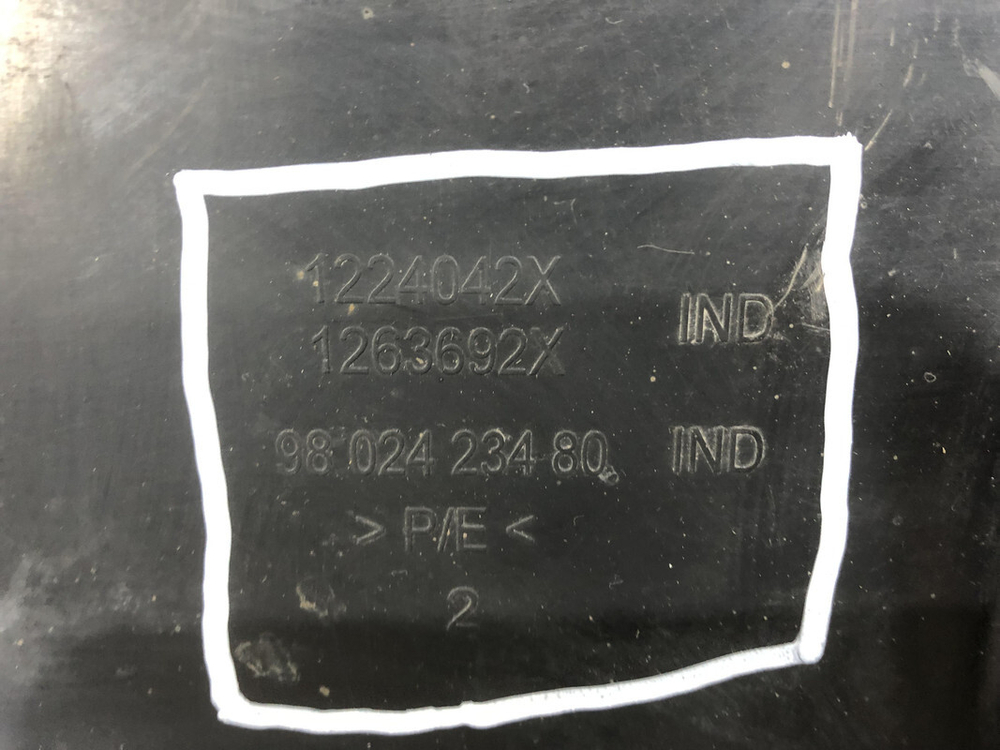 1224042X
1263692X IND
98 024 234 80 IND
> P/E <
2